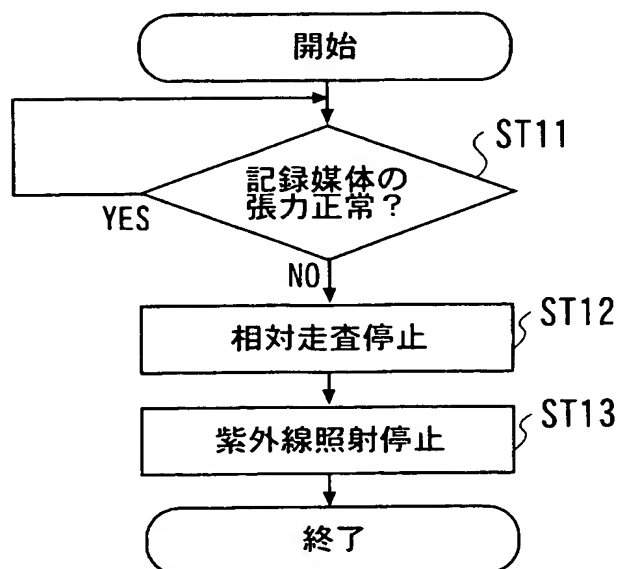 開始
ST11
記録媒体の
張力正常？
YES
NO
ST12
相対走査停止
ST13
紫外線照射停止
終了